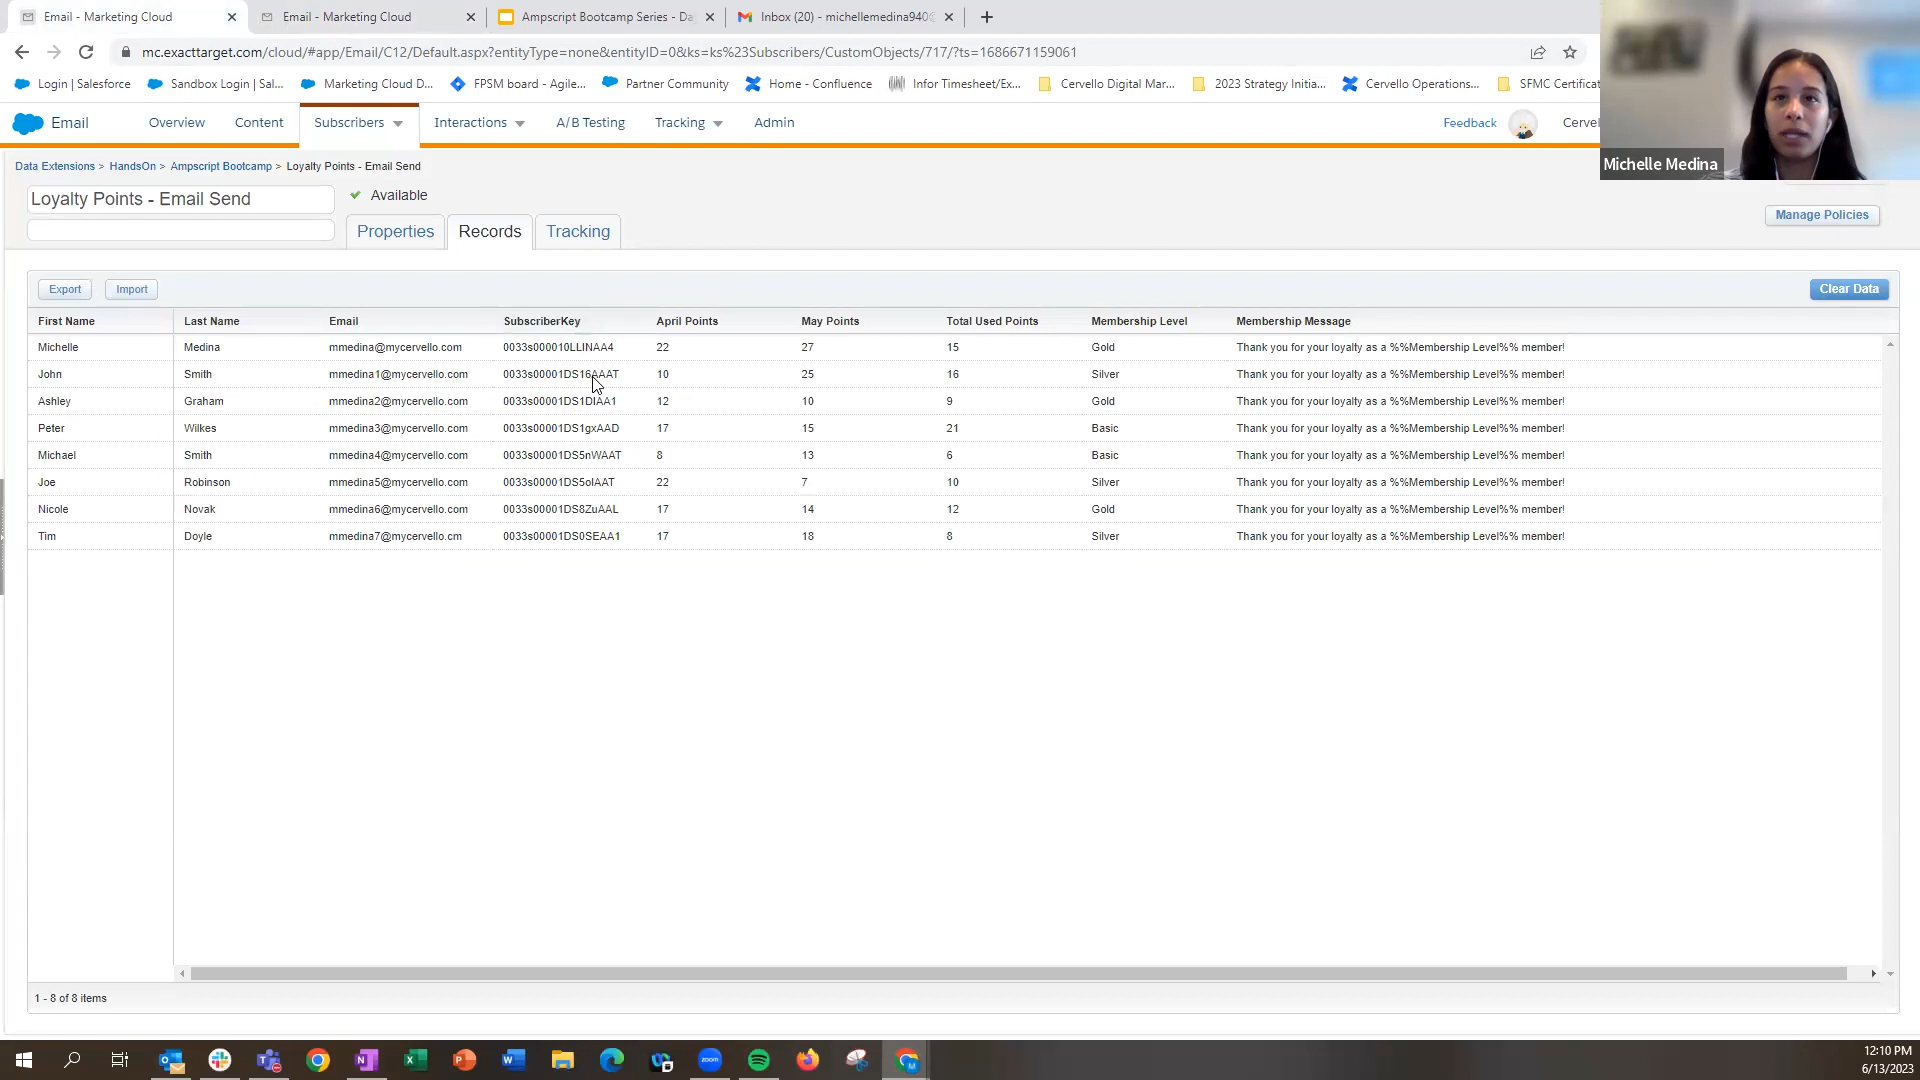 Email - Marketing Cloud
Email - Marketing Cloud
Ampscript Bootcamp Series - Da
Inbox (20) - michellemedina940
mc.exacttarget.com/cloud/#app/Email/C12/Default.aspx?entityType=none&entityID=0&ks=ks%23Subscribers/CustomObjects/717/?ts=1686671159061
Login | Salesforce
Sandbox Login | Sal...
Marketing Cloud D...
FPSM board - Agile...
Partner Community
Home - Confluence
Infor Timesheet/Ex...
Cervello Digital Mar...
2023 Strategy Initia...
Cervello Operations...
SFMC Certificat
Email
Overview
Content
Subscribers
Interactions
A/B Testing
Tracking
Admin
Feedback
Cervel
Michelle Medina
Data Extensions > HandsOn > Ampscript Bootcamp > Loyalty Points - Email Send
Loyalty Points - Email Send
Available
Properties
Records
Tracking
Manage Policies
Export
Import
Clear Data
First Name Last Name Email SubscriberKey April Points May Points Total Used Points Membership Level Membership Message
Michelle Medina mmedina@mycervello.com 0033s000010LLINAA4 22 27 15 Gold Thank you for your loyalty as a %%Membership Level%% member!
John Smith mmedina1@mycervello.com 0033s00001DS16AAAT 10 25 16 Silver Thank you for your loyalty as a %%Membership Level%% member!
Ashley Graham mmedina2@mycervello.com 0033s00001DS1DIAA1 12 10 9 Gold Thank you for your loyalty as a %%Membership Level%% member!
Peter Wilkes mmedina3@mycervello.com 0033s00001DS1gxAAD 17 15 21 Basic Thank you for your loyalty as a %%Membership Level%% member!
Michael Smith mmedina4@mycervello.com 0033s00001DS5nWAAT 8 13 6 Basic Thank you for your loyalty as a %%Membership Level%% member!
Joe Robinson mmedina5@mycervello.com 0033s00001DS5oIAAT 22 7 10 Silver Thank you for your loyalty as a %%Membership Level%% member!
Nicole Novak mmedina6@mycervello.com 0033s00001DS8ZuAAL 17 14 12 Gold Thank you for your loyalty as a %%Membership Level%% member!
Tim Doyle mmedina7@mycervello.cm 0033s00001DS0SEAA1 17 18 8 Silver Thank you for your loyalty as a %%Membership Level%% member!
1 - 8 of 8 items
zoom
12:10 PM
6/13/2023